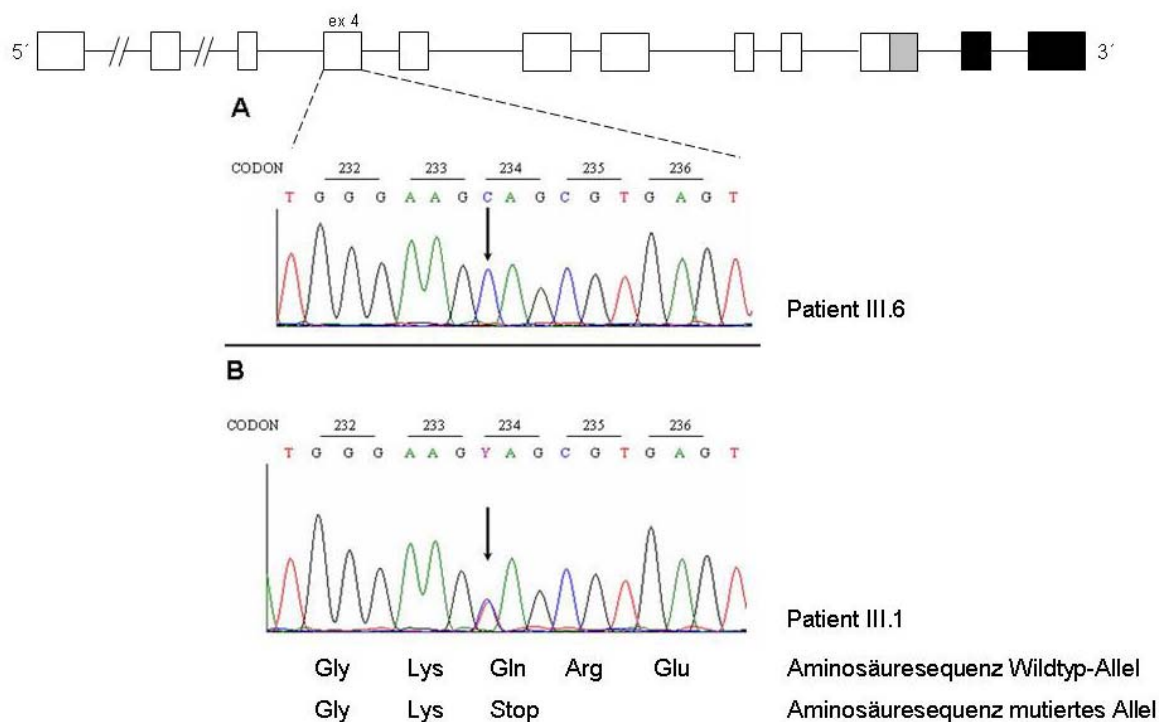 ex 4
5´ 3´
A
CODON 232 233 234 235 236
T G G G A A G C A G C G T G A G T
Patient III.6
B
CODON 232 233 234 235 236
T G G G A A G Y A G C G T G A G T
Patient III.1
Gly Lys Gln Arg Glu Aminosäuresequenz Wildtyp-Allel
Gly Lys Stop Aminosäuresequenz mutiertes Allel